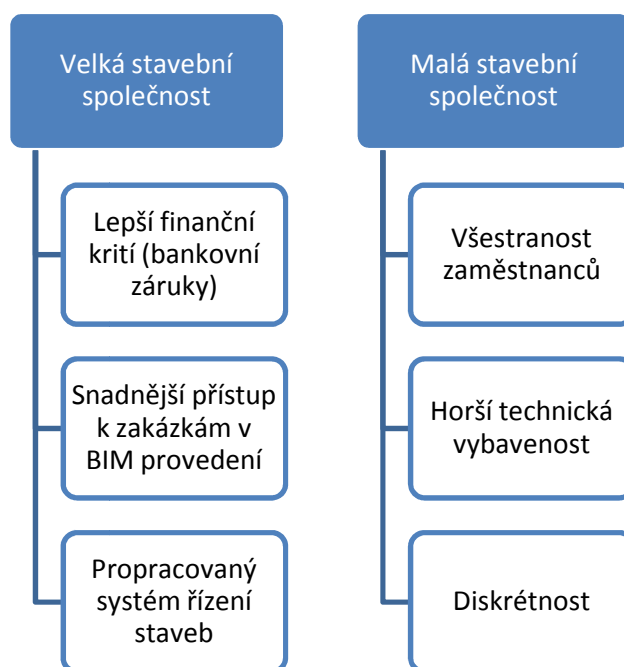 Velká stavební
společnost
Lepší finanční
krití (bankovní
záruky)
Snadnější přístup
k zakázkám v
BIM provedení
Propracovaný
systém řízení
staveb
Malá stavební
společnost
Všestranost
zaměstnanců
Horší technická
vybavenost
Diskrétnost